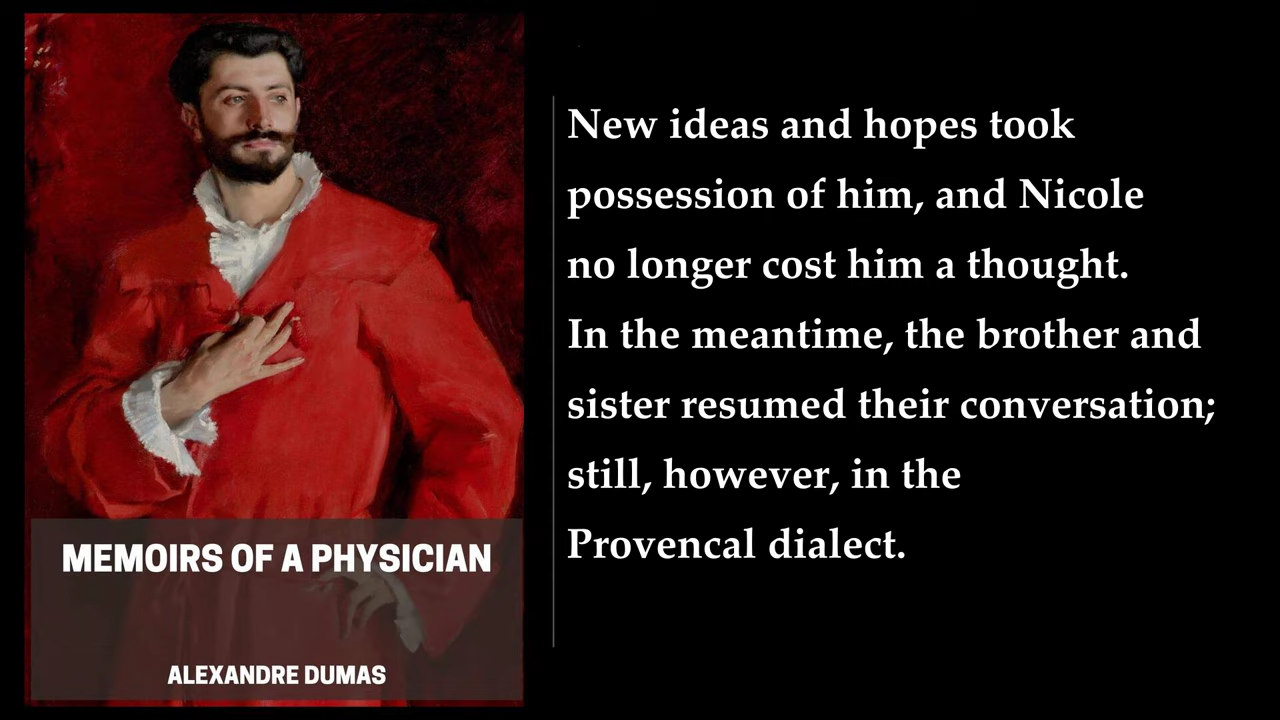 MEMOIRS OF A PHYSICIAN
ALEXANDRE DUMAS
New ideas and hopes took
possession of him, and Nicole
no longer cost him a thought.
In the meantime, the brother and
sister resumed their conversation;
still, however, in the
Provencal dialect.